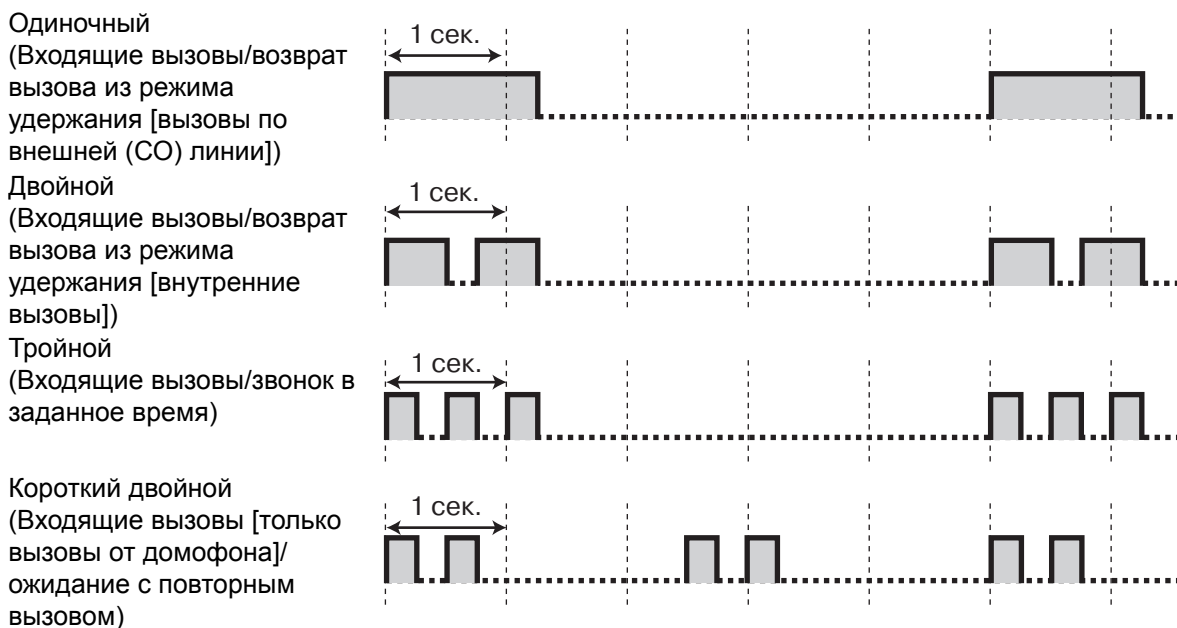 Одиночный
(Входящие вызовы/возврат
вызова из режима
удержания [вызовы по
внешней (СО) линии])
1 сек.
Двойной
(Входящие вызовы/возврат
вызова из режима
удержания [внутренние
вызовы])
1 сек.
Тройной
(Входящие вызовы/звонок в
заданное время)
1 сек.
Короткий двойной
(Входящие вызовы [только
вызовы от домофона]/
ожидание с повторным
вызовом)
1 сек.